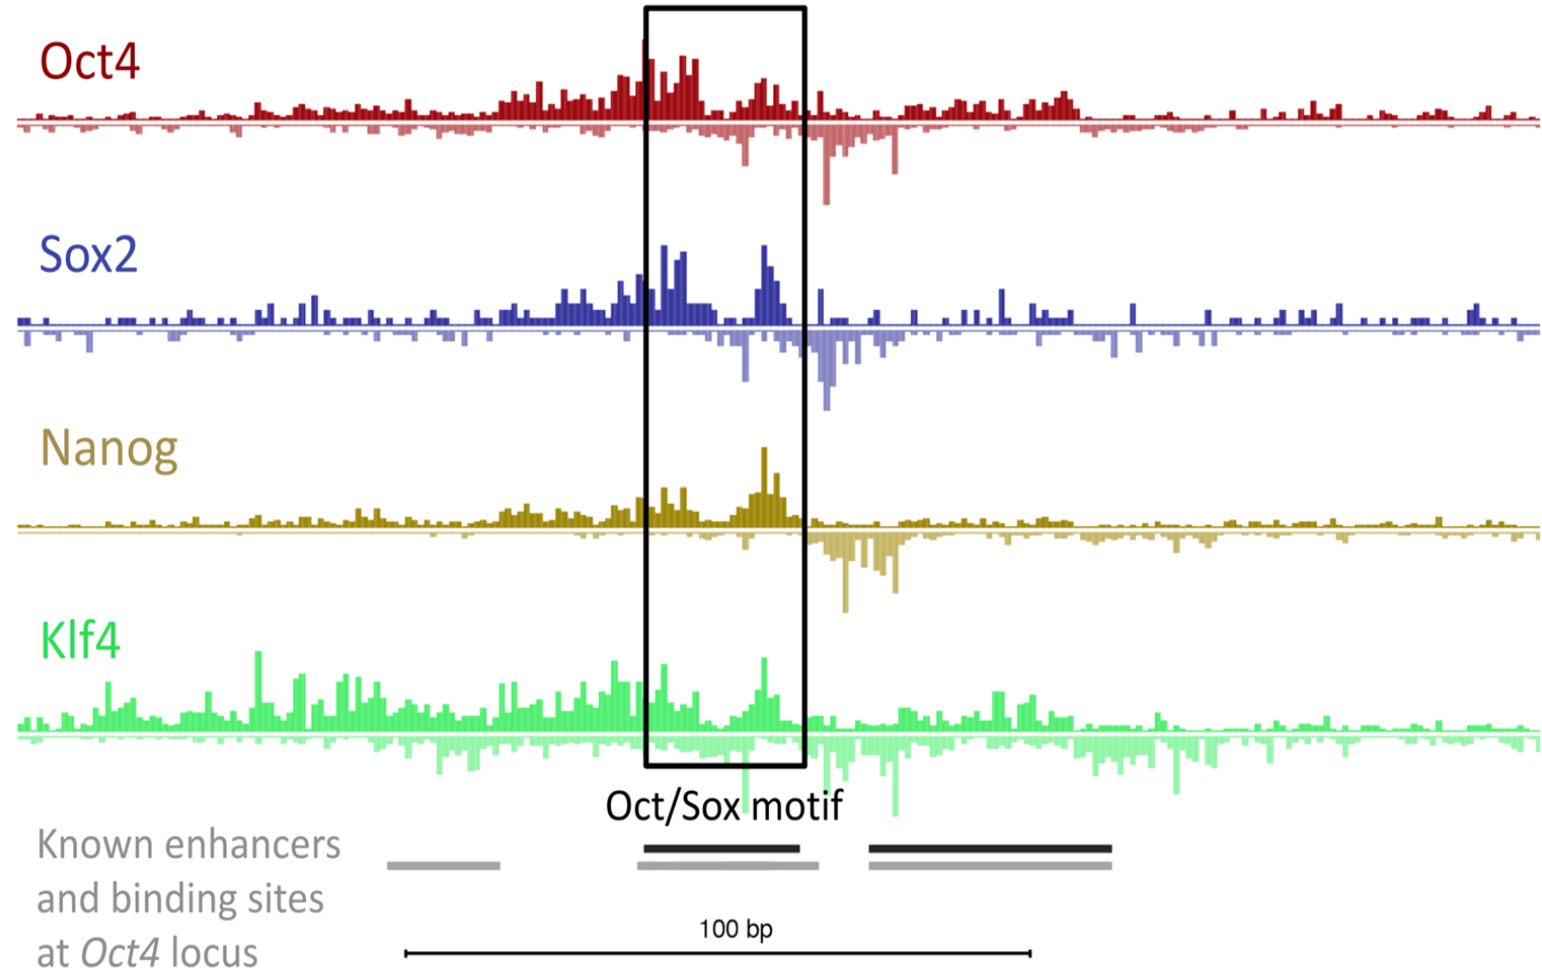 Oct4
Sox2
Nanog
Klf4
Oct/Sox motif
Known enhancers
and binding sites
at Oct4 locus
100 bp